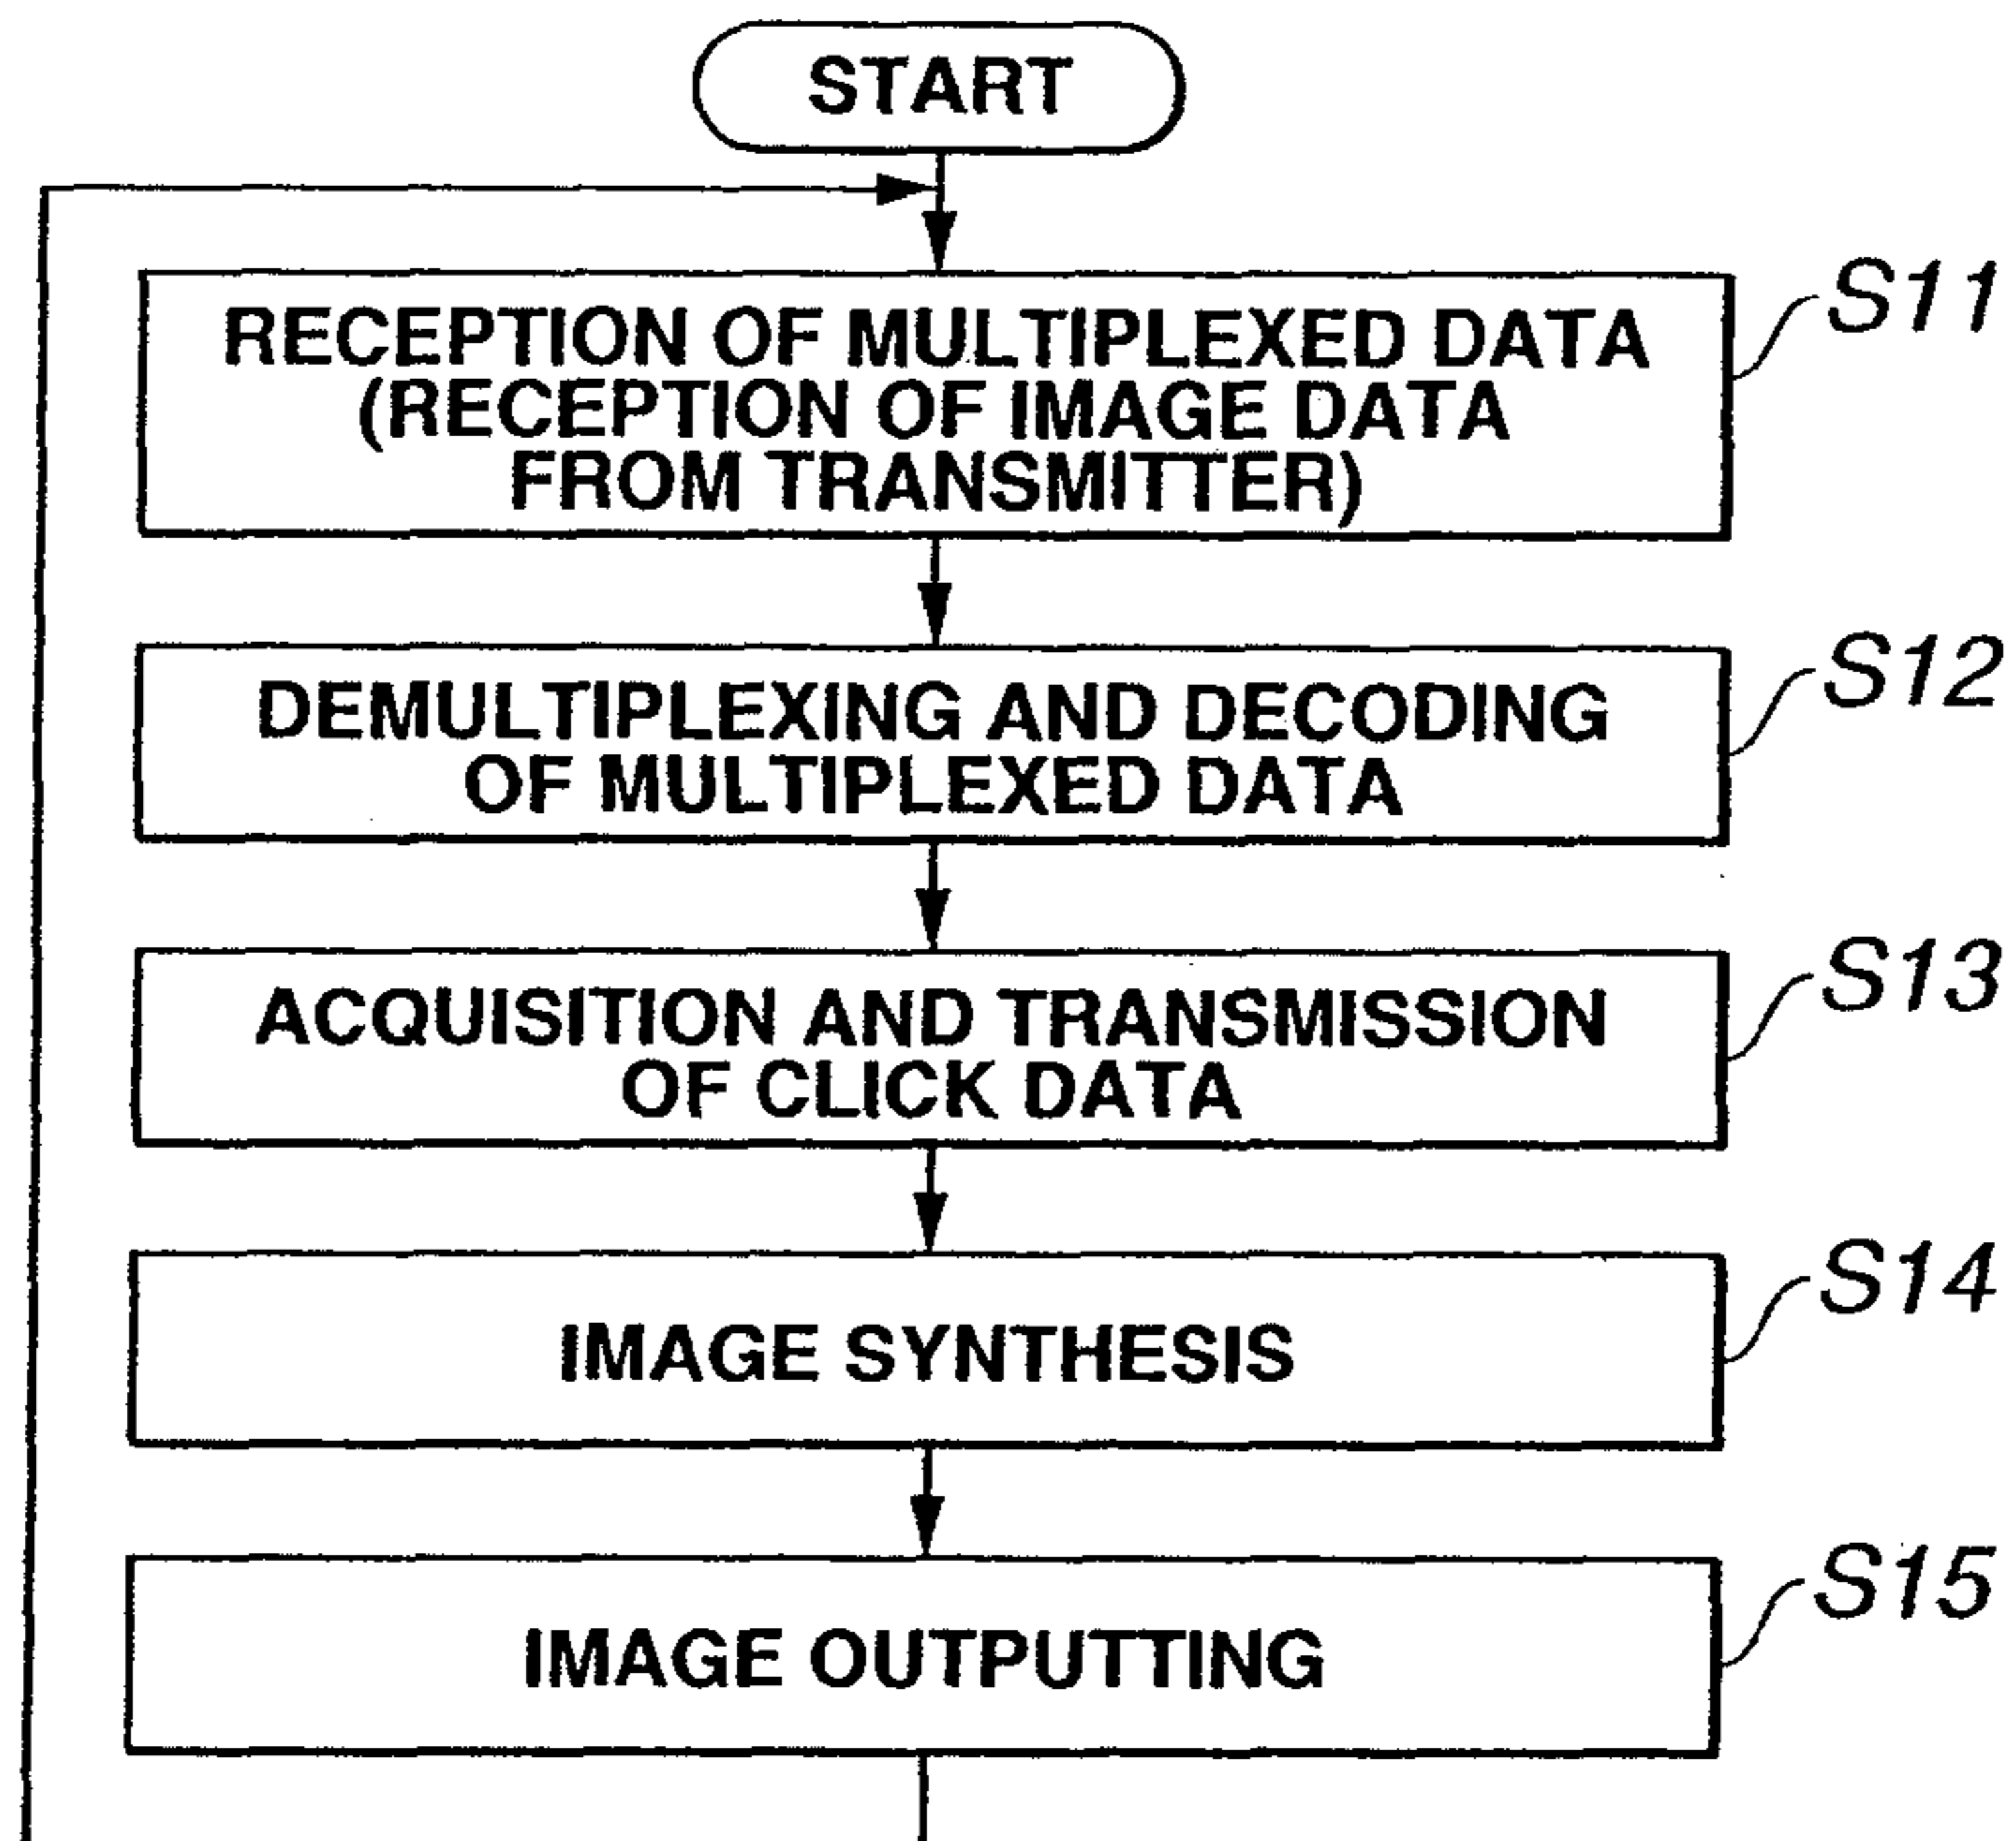 START
S11
RECEPTION OF MULTIPLEXED DATA
(RECEPTION OF IMAGE DATA
FROM TRANSMITTER)
S12
DEMULTIPLEXING AND DECODING
OF MULTIPLEXED DATA
S13
ACQUISITION AND TRANSMISSION
OF CLICK DATA
S14
IMAGE SYNTHESIS
S15
IMAGE OUTPUTTING